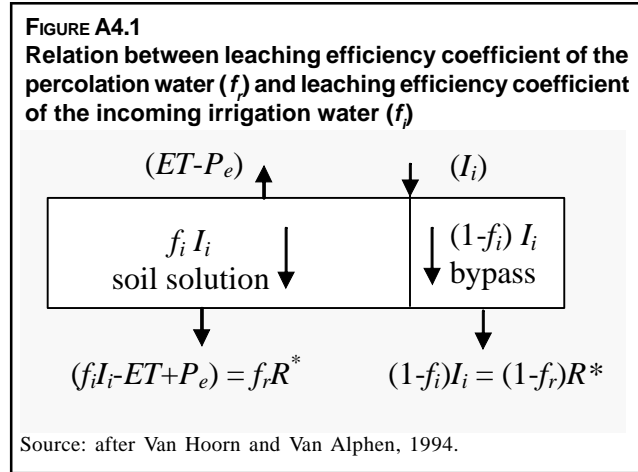 FIGURE A4.1
Relation between leaching efficiency coefficient of the
percolation water (fr) and leaching efficiency coefficient
of the incoming irrigation water (fi)
(ET-Pe) (Ii)
fi Ii (1-fi) Ii
soil solution bypass
(fiIi-ET+Pe) = frR* (1-fi)Ii = (1-fr)R*
Source: after Van Hoorn and Van Alphen, 1994.